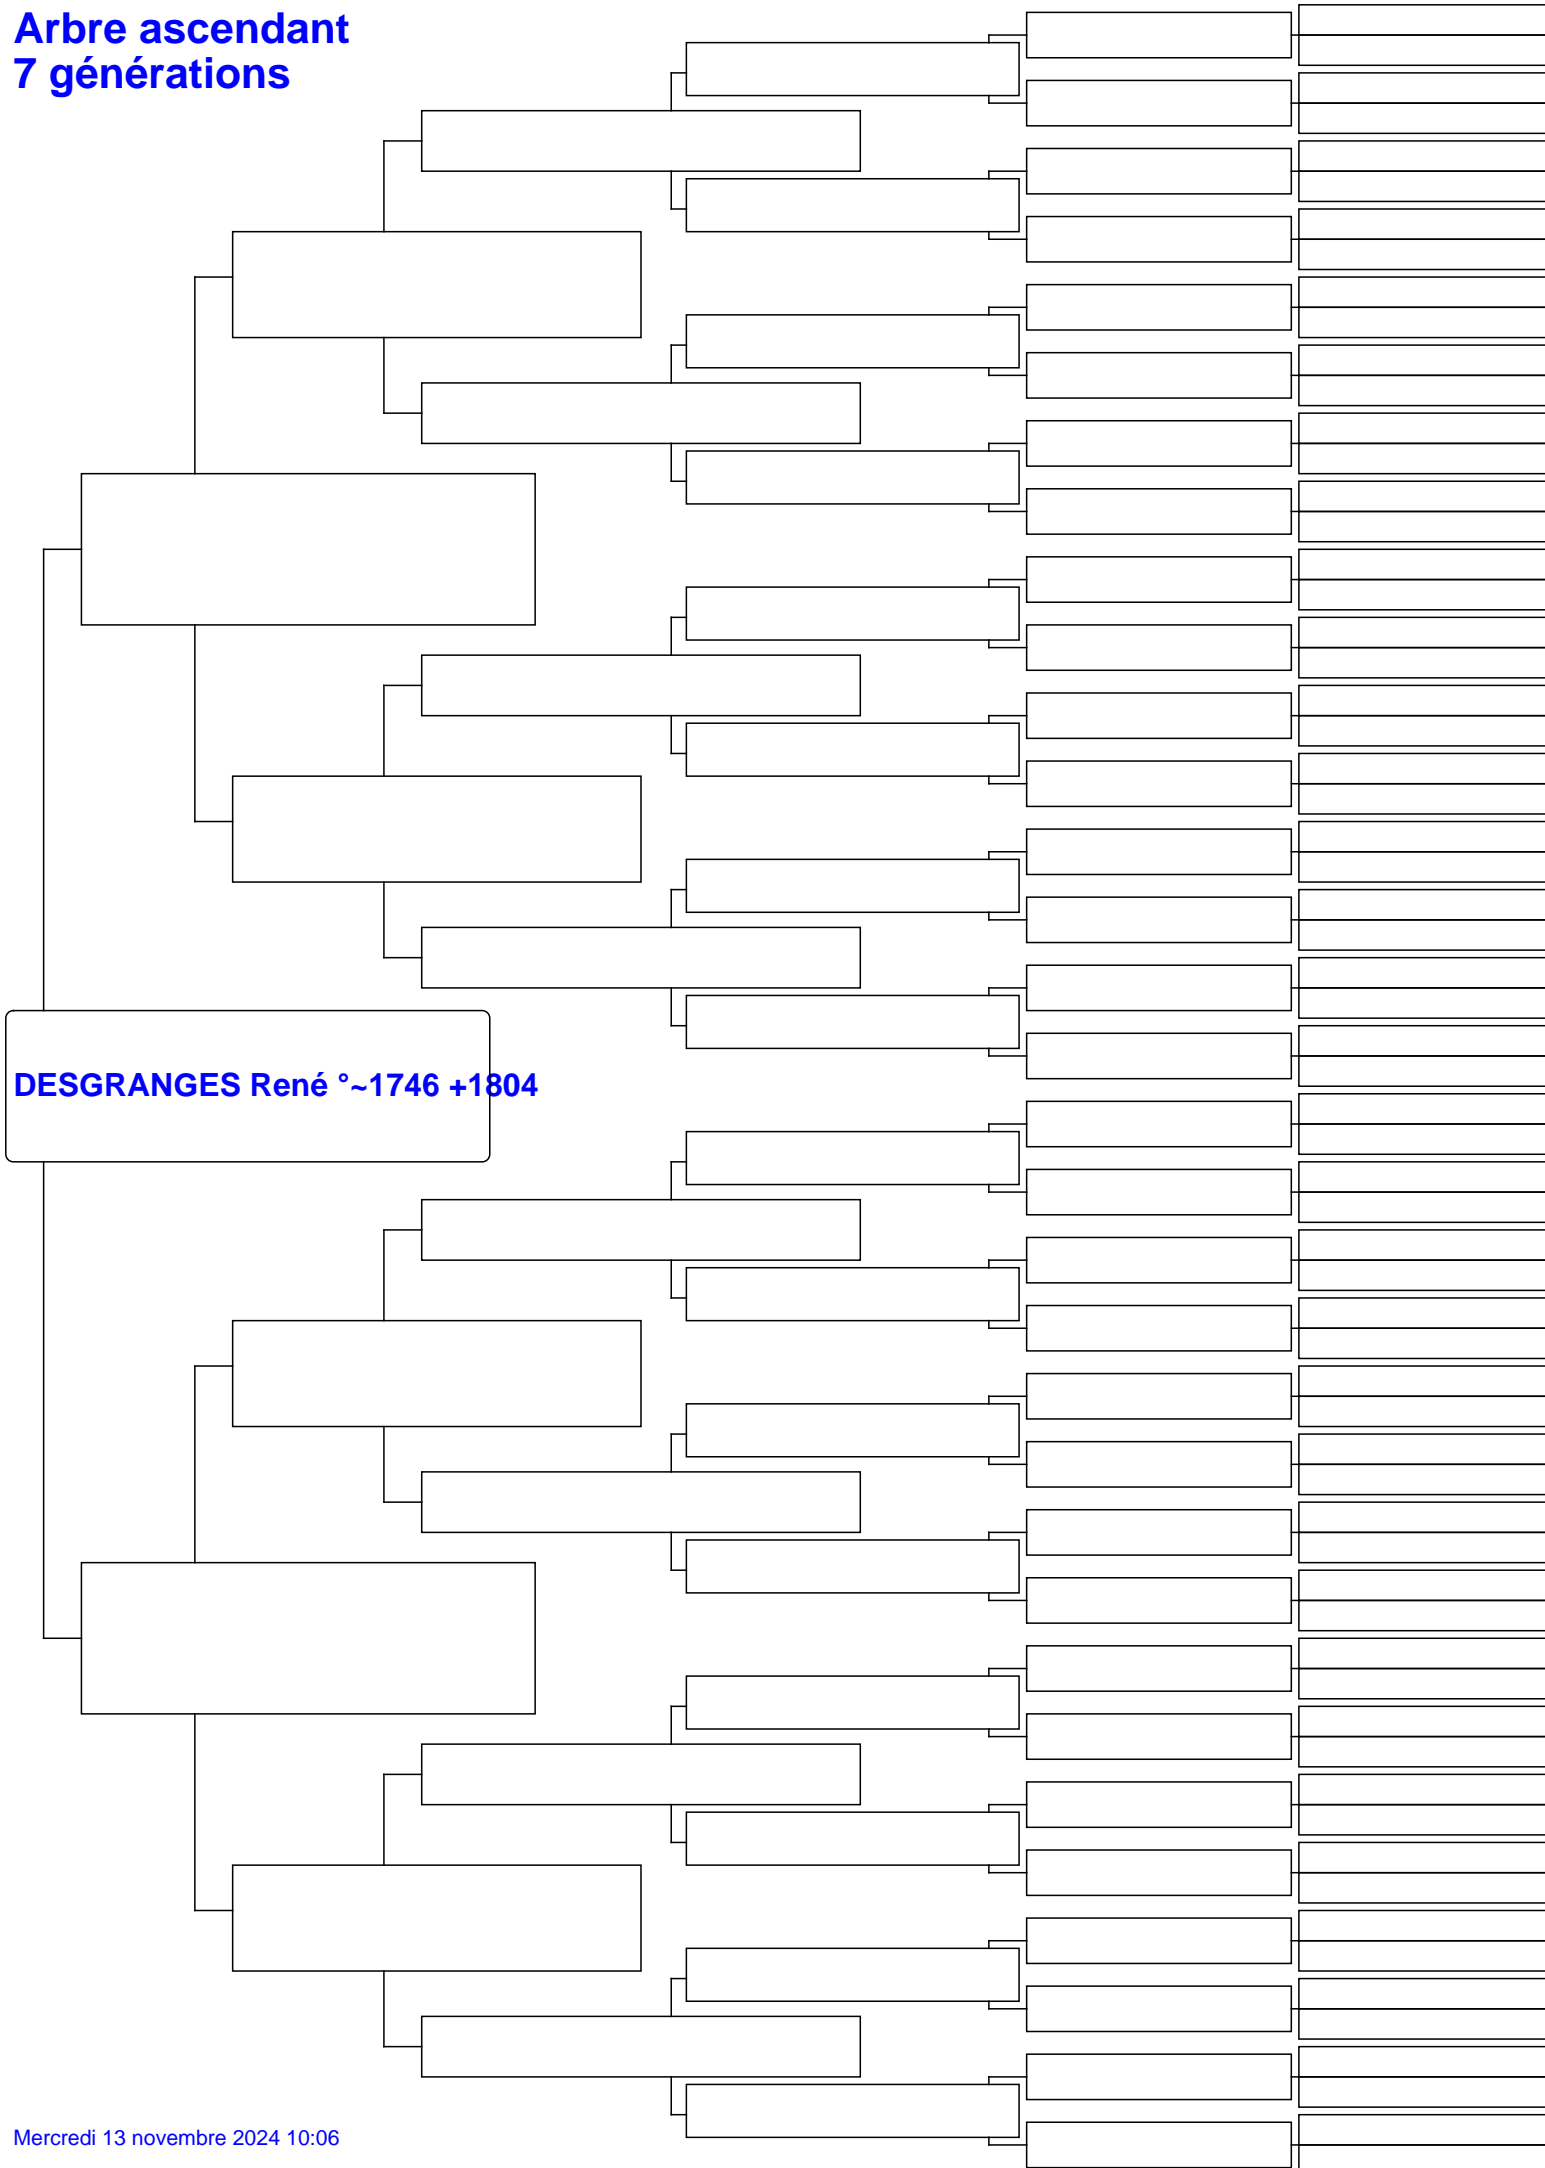 Arbre ascendant
7 générations
DESGRANGES René °~1746 +1804
Mercredi 13 novembre 2024 10:06